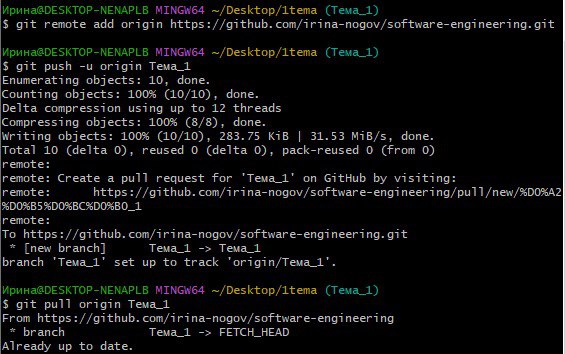 Ирина@DESKTOP-NENAPLB MINGW64 ~/Desktop/1tema (Тема_1)
$ git remote add origin https://github.com/irina-nogov/software-engineering.git
Ирина@DESKTOP-NENAPLB MINGW64 ~/Desktop/1tema (Тема_1)
$ git push -u origin Тема_1
Enumerating objects: 10, done.
Counting objects: 100% (10/10), done.
Delta compression using up to 12 threads
Compressing objects: 100% (8/8), done.
Writing objects: 100% (10/10), 283.75 KiB | 31.53 MiB/s, done.
Total 10 (delta 0), reused 0 (delta 0), pack-reused 0 (from 0)
remote:
remote: Create a pull request for 'Тема_1' on GitHub by visiting:
remote:      https://github.com/irina-nogov/software-engineering/pull/new/%D0%A2
%D0%B5%D0%BC%D0%B0_1
remote:
To https://github.com/irina-nogov/software-engineering.git
 * [new branch]      Тема_1 -> Тема_1
branch 'Тема_1' set up to track 'origin/Тема_1'.
Ирина@DESKTOP-NENAPLB MINGW64 ~/Desktop/1tema (Тема_1)
$ git pull origin Тема_1
From https://github.com/irina-nogov/software-engineering
 * branch            Тема_1 -> FETCH_HEAD
Already up to date.